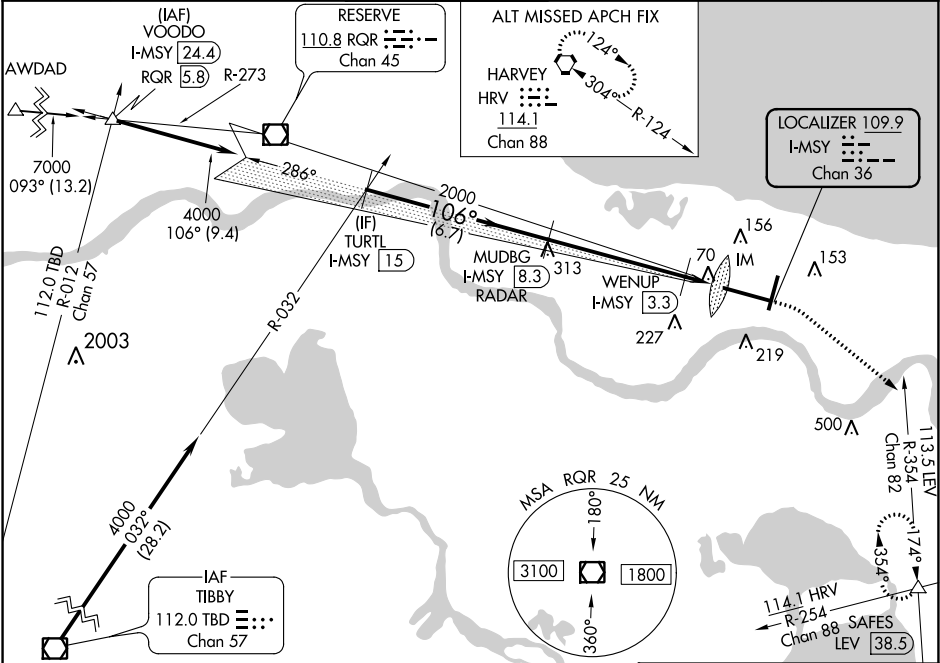 (IAF)
VOODO
I-MSY 24.4
RQR 5.8
RESERVE
110.8 RQR
Chan 45
ALT MISSED APCH FIX
124°
HARVEY
HRV
114.1
Chan 88
304°
R-124
AWDAD
R-273
7000
093° (13.2)
4000
106° (9.4)
286°
2000
106°
(6.7)
LOCALIZER 109.9
I-MSY
Chan 36
(IF)
TURTL
I-MSY 15
MUDBG
I-MSY 8.3
RADAR
313
WENUP
I-MSY 3.3
70
IM
156
153
227
219
500
112.0 TBD
R-012
Chan 57
2003
R-032
4000
032°
(28.2)
IAF
TIBBY
112.0 TBD
Chan 57
MSA RQR 25 NM
180°
3100
1800
360°
113.5 LEV
R-354
Chan 82
174°
354°
114.1 HRV
R-254
Chan 88
SAFES
LEV 38.5